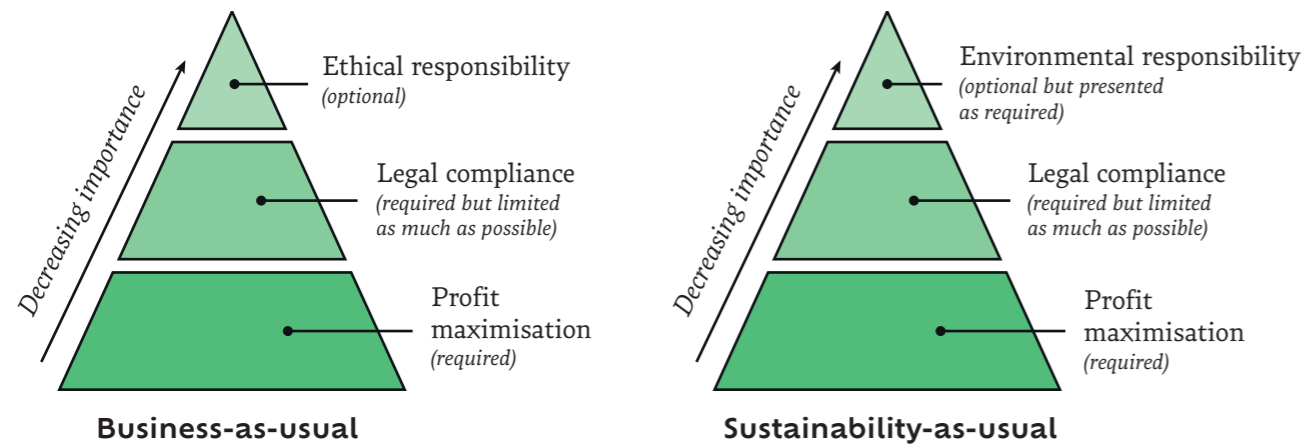 Decreasing importance
Ethical responsibility
(optional)
Legal compliance
(required but limited
as much as possible)
Profit
maximisation
(required)
Business-as-usual
Decreasing importance
Environmental responsibility
(optional but presented
as required)
Legal compliance
(required but limited
as much as possible)
Profit
maximisation
(required)
Sustainability-as-usual